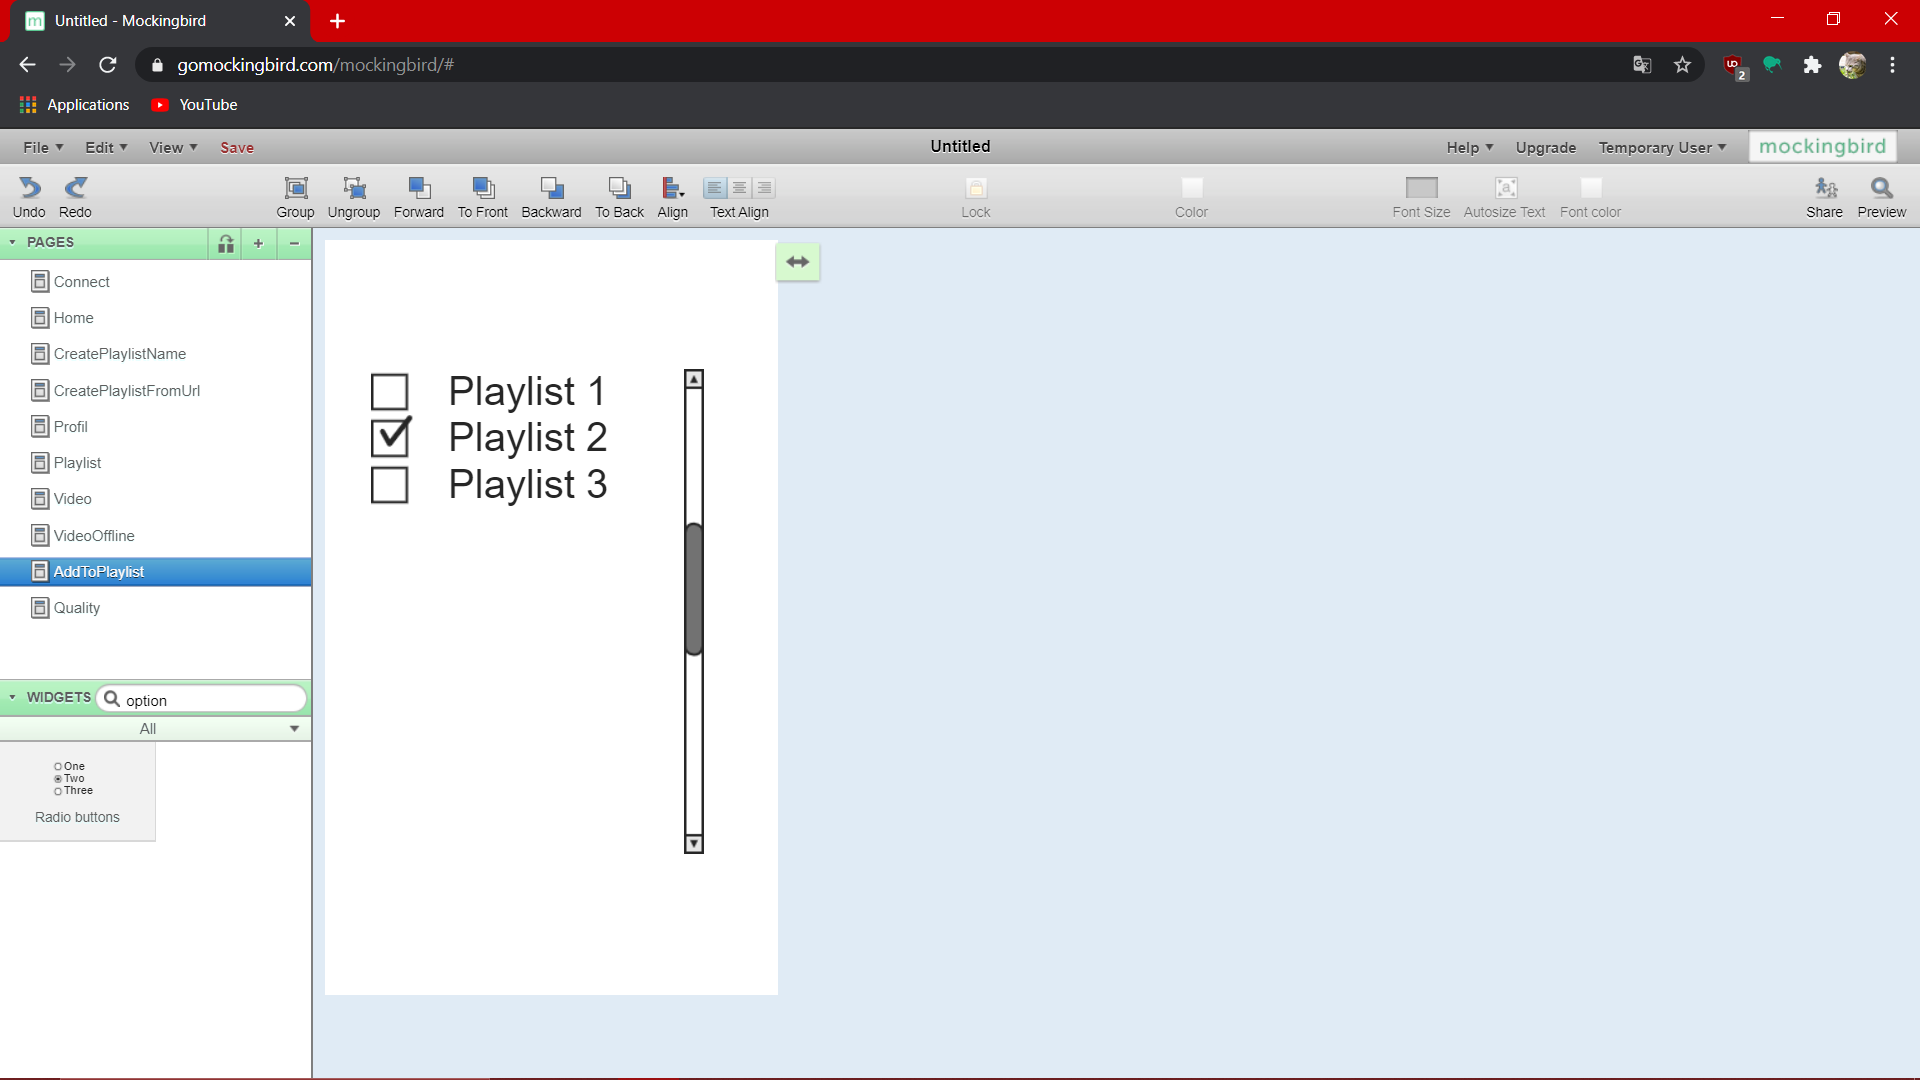 m Untitled - Mockingbird
gomockingbird.com/mockingbird/#
UD 2
Applications YouTube
File Edit View Save Untitled Help Upgrade Temporary User mockingbird
Undo Redo Group Ungroup Forward To Front Backward To Back Align Text Align Lock Color Font Size Autosize Text Font color Share Preview
PAGES
Connect
Home
CreatePlaylistName
CreatePlaylistFromUrl
Profil
Playlist
Video
VideoOffline
AddToPlaylist
Quality
WIDGETS option
All
One
Two
Three
Radio buttons
Playlist 1
Playlist 2
Playlist 3